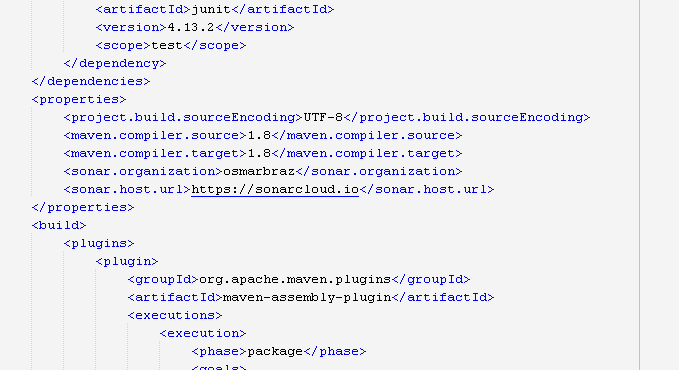 <artifactId>junit</artifactId>
<version>4.13.2</version>
<scope>test</scope>
</dependency>
</dependencies>
<properties>
<project.build.sourceEncoding>UTF-8</project.build.sourceEncoding>
<maven.compiler.source>1.8</maven.compiler.source>
<maven.compiler.target>1.8</maven.compiler.target>
<sonar.organization>osmarbraz</sonar.organization>
<sonar.host.url>https://sonarcloud.io</sonar.host.url>
</properties>
<build>
<plugins>
<plugin>
<groupId>org.apache.maven.plugins</groupId>
<artifactId>maven-assembly-plugin</artifactId>
<executions>
<execution>
<phase>package</phase>
<goals>